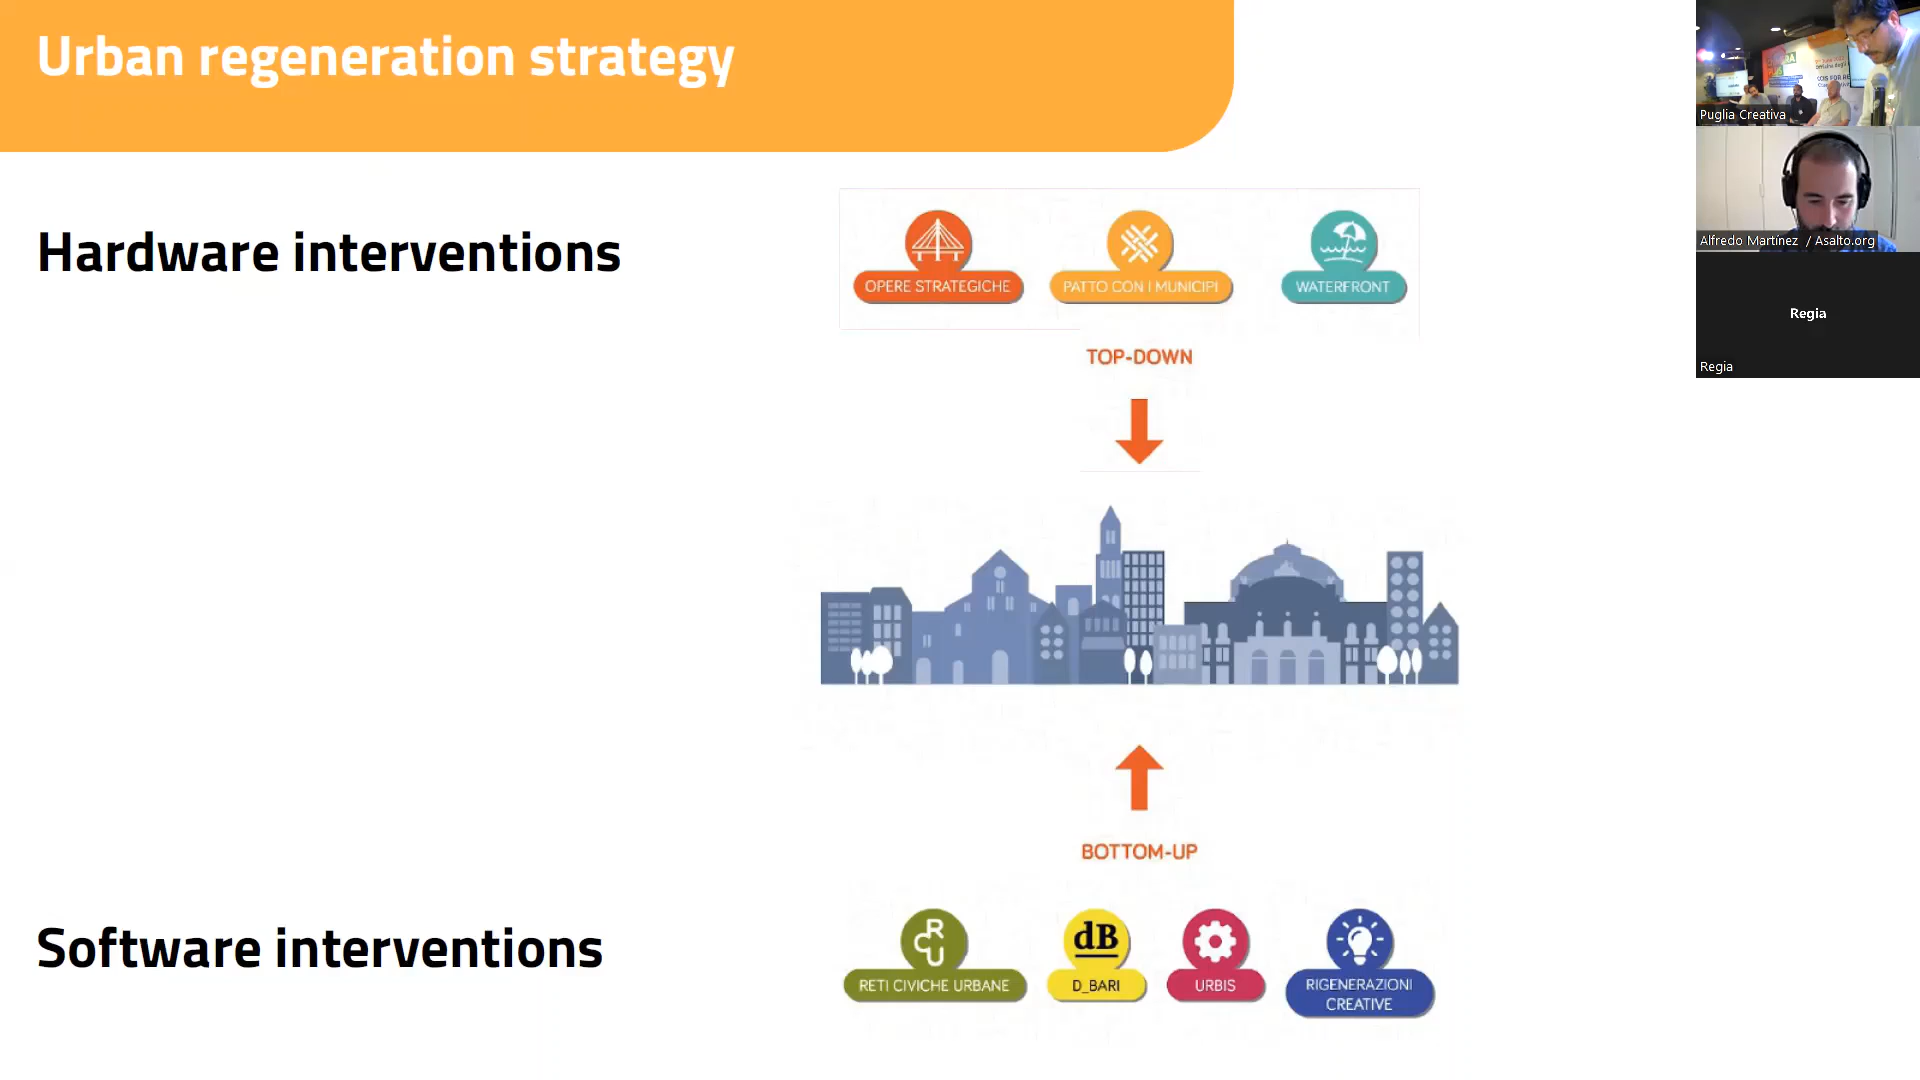 Urban regeneration strategy
Hardware interventions
OPERE STRATEGICHE
PATTO CON I MUNICIPI
WATERFRONT
TOP-DOWN
BOTTOM-UP
Software interventions
RCU
RETI CIVICHE URBANE
dB
D_BARI
URBIS
RIGENERAZIONI
CREATIVE
Puglia Creativa
Alfredo Martínez / Asalto.org
Regia
Regia